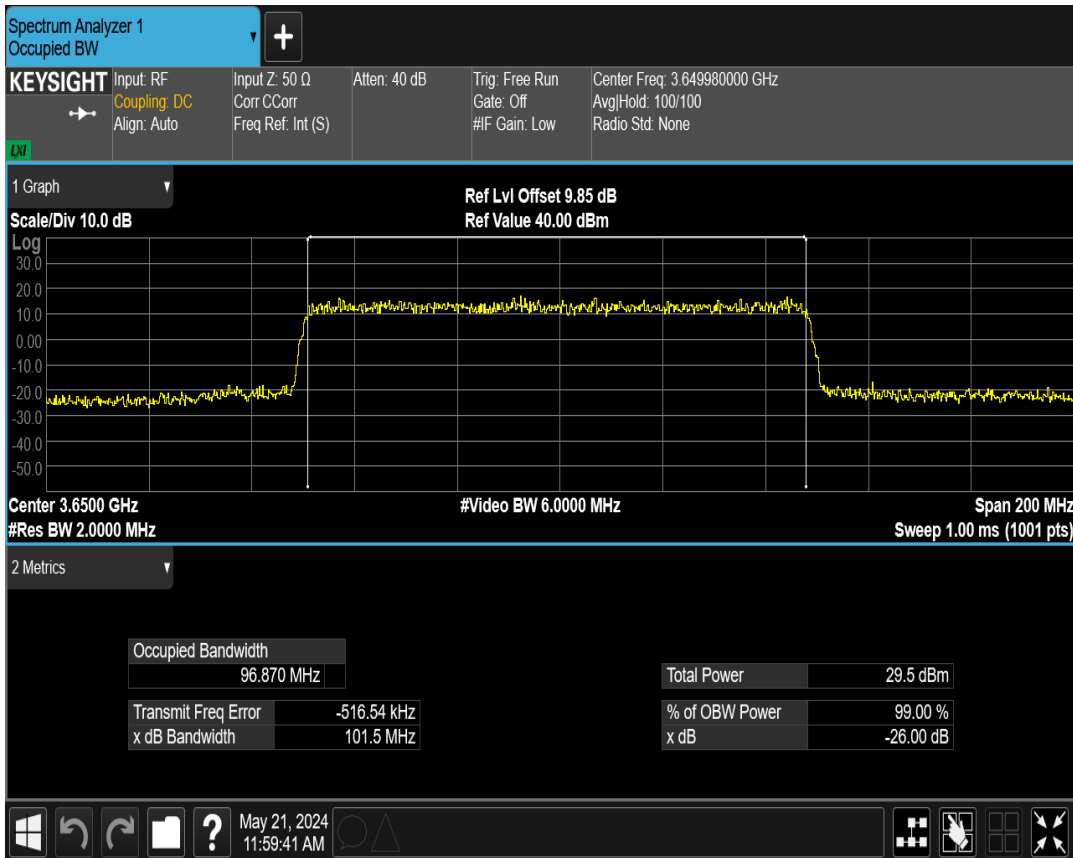 Spectrum Analyzer 1
Occupied BW
+
KEYSIGHT
LXI
Input: RF
Coupling: DC
Align: Auto
Input Z: 50 Ω
Corr CCorr
Freq Ref: Int (S)
Atten: 40 dB
Trig: Free Run
Gate: Off
#IF Gain: Low
Center Freq: 3.649980000 GHz
Avg|Hold: 100/100
Radio Std: None
1 Graph
Scale/Div 10.0 dB
Ref Lvl Offset 9.85 dB
Ref Value 40.00 dBm
Log
30.0
20.0
10.0
0.00
-10.0
-20.0
-30.0
-40.0
-50.0
Center 3.6500 GHz
#Video BW 6.0000 MHz
Span 200 MHz
#Res BW 2.0000 MHz
Sweep 1.00 ms (1001 pts)
2 Metrics
Occupied Bandwidth
96.870 MHz
Total Power 29.5 dBm
Transmit Freq Error -516.54 kHz
% of OBW Power 99.00 %
x dB Bandwidth 101.5 MHz
x dB -26.00 dB
?
May 21, 2024
11:59:41 AM